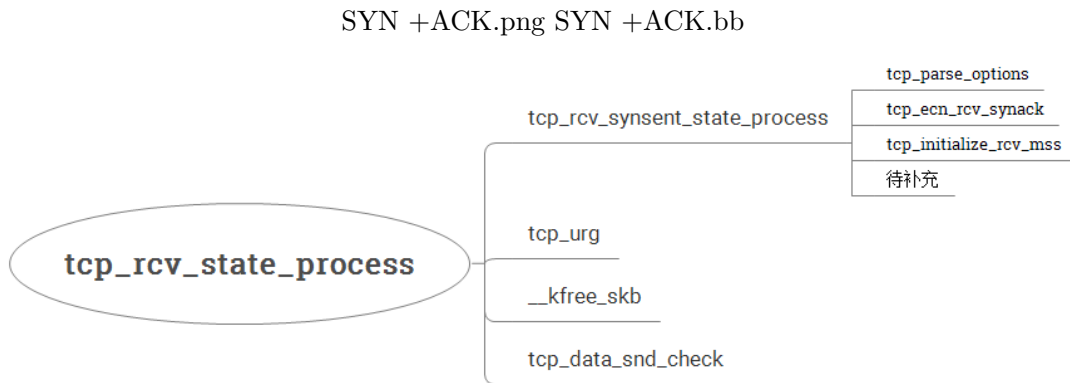 SYN +ACK.png SYN +ACK.bb
tcp_parse_options
tcp_rcv_synsent_state_process
tcp_ecn_rcv_synack
tcp_initialize_rcv_mss
待补充
tcp_urg
tcp_rcv_state_process
__kfree_skb
tcp_data_snd_check